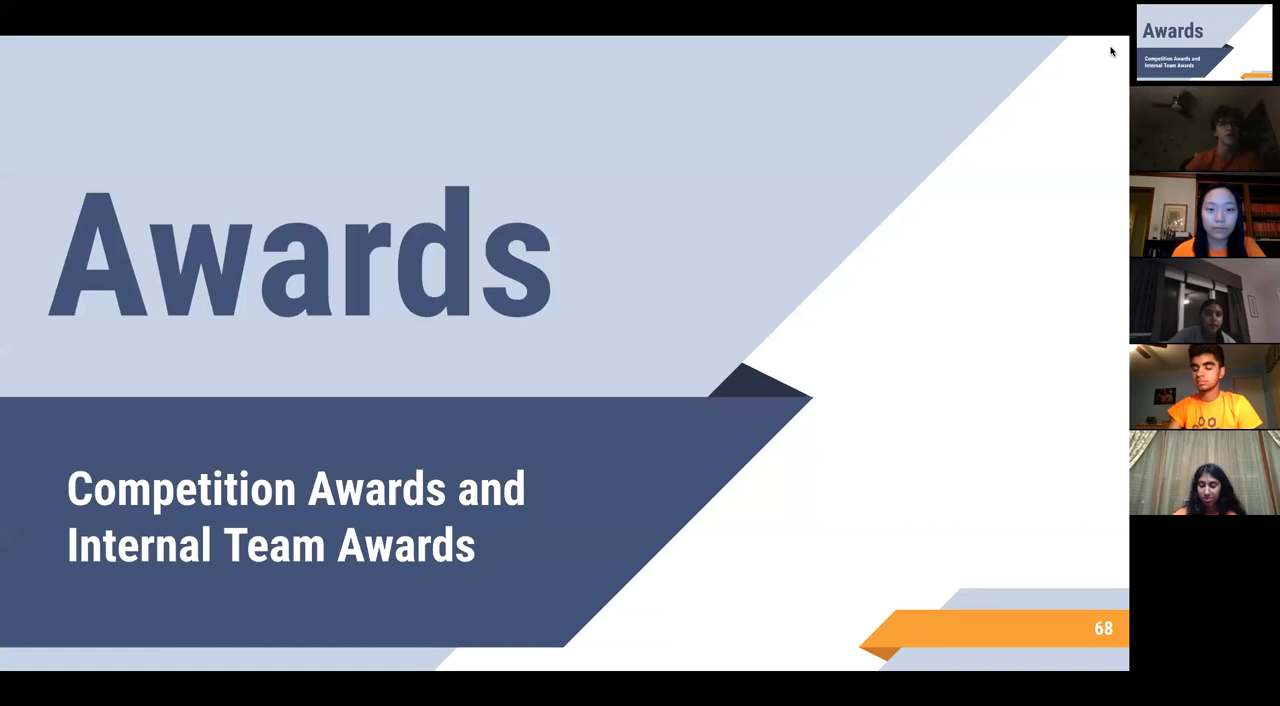 Awards
Competition Awards and
Internal Team Awards
68
Awards
Competition Awards and
Internal Team Awards